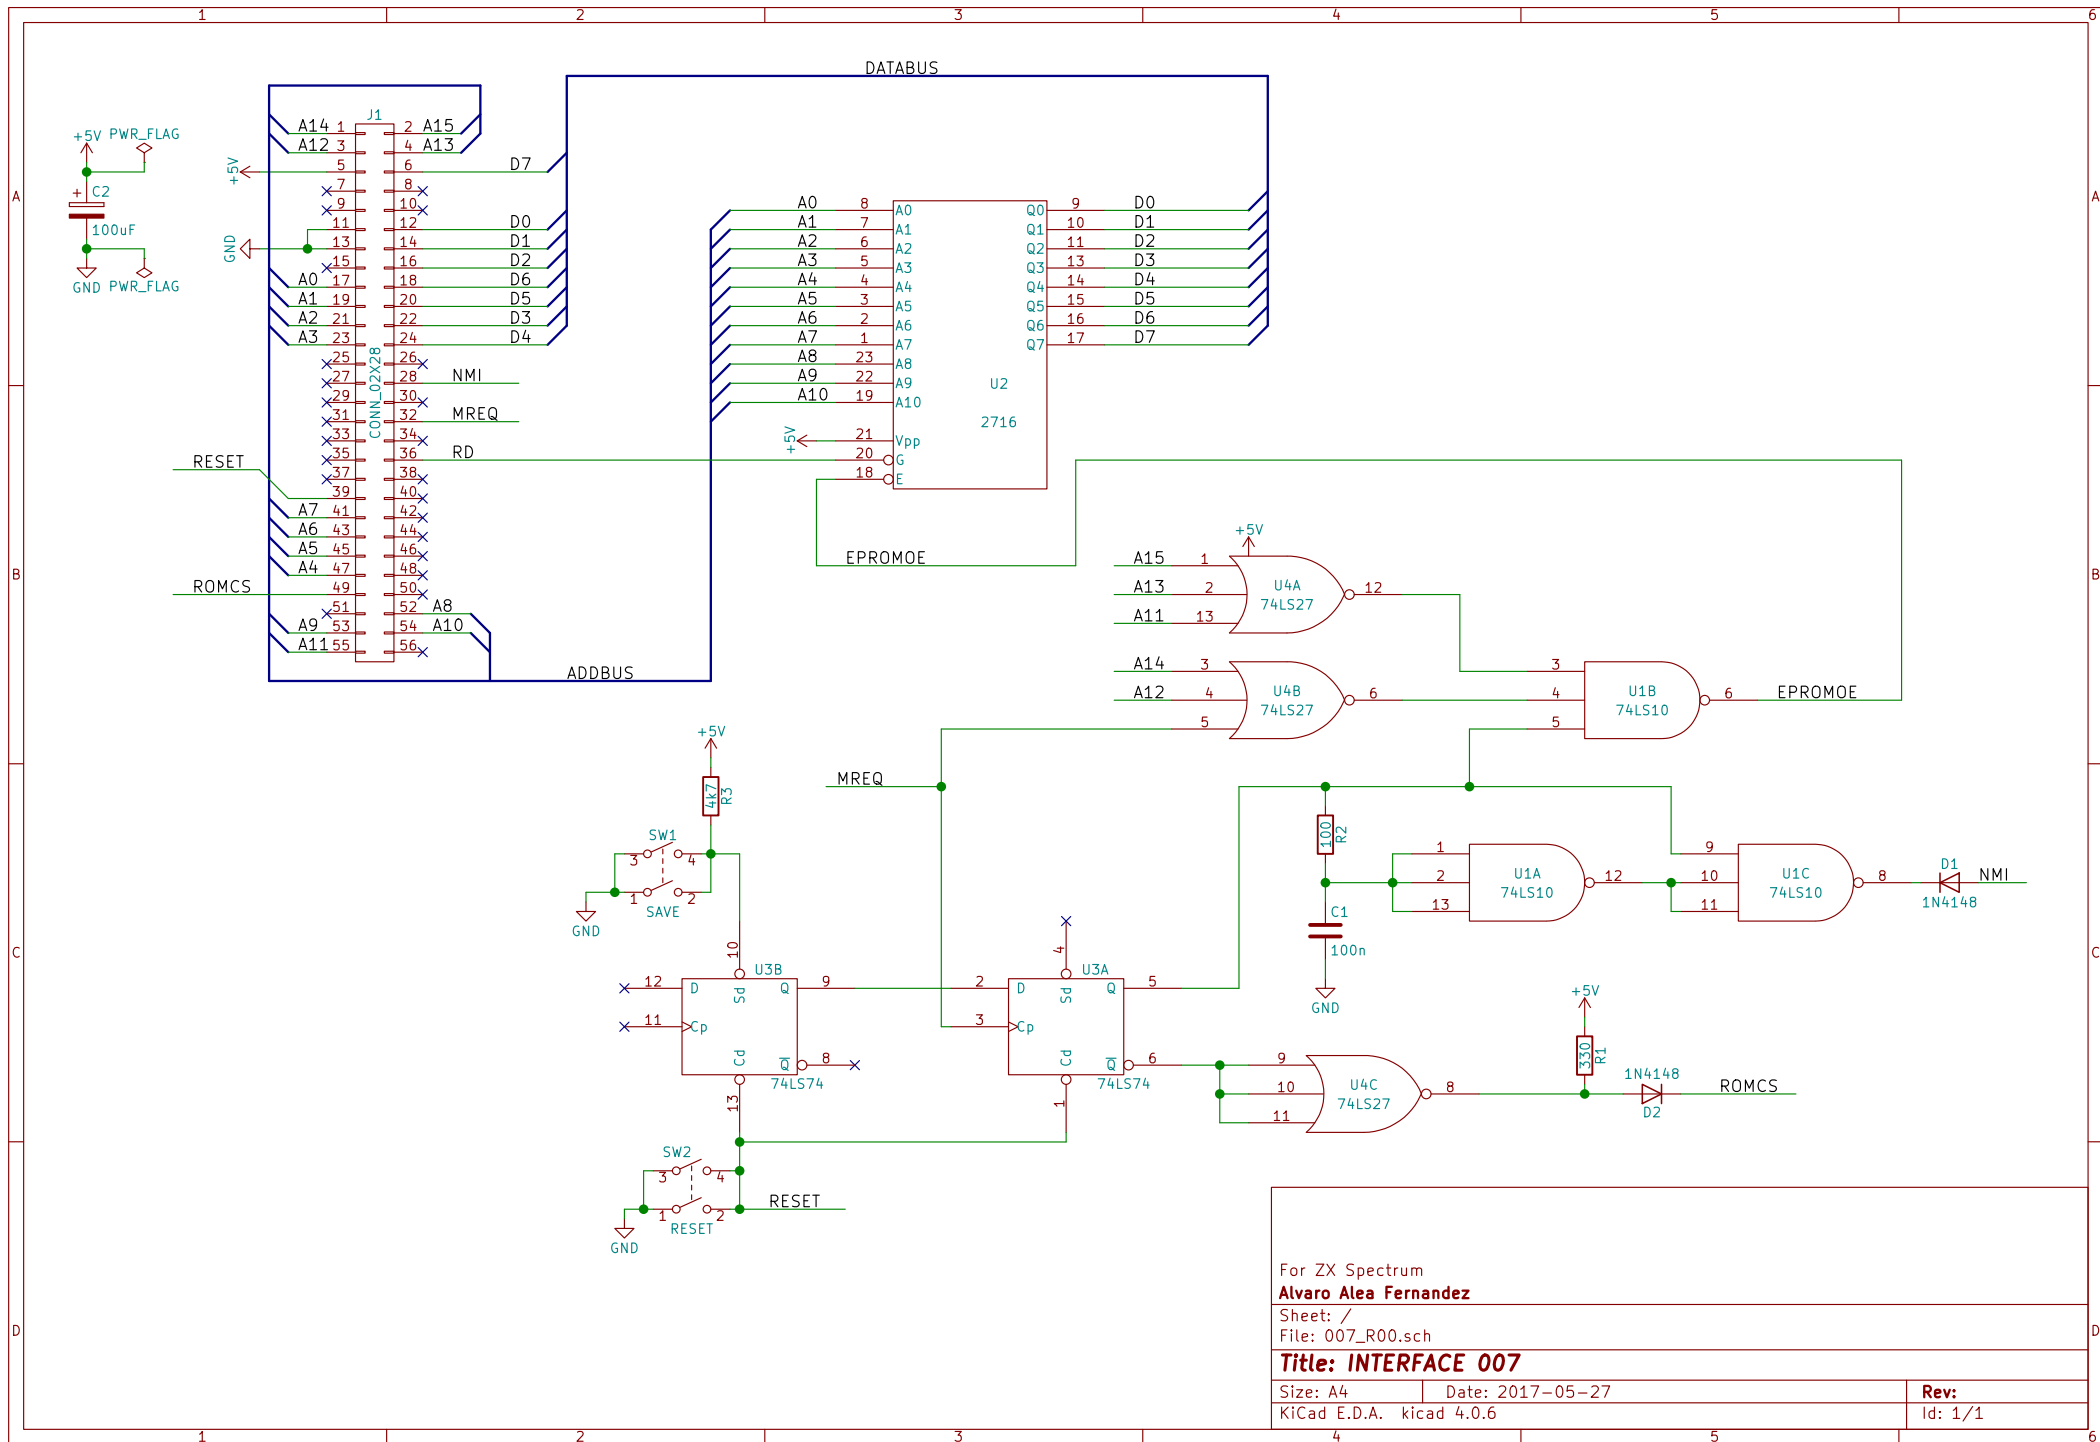 1 2 3 4 5 6
A
B
C
D
A
B
C
D
1 2 3 4 5 6
DATABUS
+5V PWR_FLAG
+ C2
100uF
GND PWR_FLAG
J1
CONN_02X28
A14 1 2 A15
A12 3 4 A13
+5V 5 6 D7
7 8
9 10
11 12 D0
GND 13 14 D1
15 16 D2
A0 17 18 D6
A1 19 20 D5
A2 21 22 D3
A3 23 24 D4
25 26
27 28 NMI
29 30
31 32 MREQ
33 34
35 36 RD
37 38
RESET 39 40
A7 41 42
A6 43 44
A5 45 46
A4 47 48
ROMCS 49 50
51 52 A8
A9 53 54 A10
A11 55 56
ADDBUS
A0 8 A0 Q0 9 D0
A1 7 A1 Q1 10 D1
A2 6 A2 Q2 11 D2
A3 5 A3 Q3 13 D3
A4 4 A4 Q4 14 D4
A5 3 A5 Q5 15 D5
A6 2 A6 Q6 16 D6
A7 1 A7 Q7 17 D7
A8 23 A8
A9 22 A9
A10 19 A10
U2
2716
+5V 21 Vpp
20 G
18 E
EPROMOE
+5V
A15 1
A13 2
A11 13
U4A
74LS27
12
A14 3
A12 4
5
U4B
74LS27
6
3
4
5
U1B
74LS10
6
EPROMOE
MREQ
+5V
4k7
R3
SW1
3 4
1 2
SAVE
GND
10
U3B
12 D Sd Q 9
11 Cp
Cd Q 8
74LS74
13
4
U3A
2 D Sd Q 5
3 Cp
Cd Q 6
74LS74
1
SW2
3 4
1 2
RESET
GND
RESET
100
R2
C1
100n
GND
1
2
13
U1A
74LS10
12
9
10
11
U1C
74LS10
8
D1
1N4148
NMI
9
10
11
U4C
74LS27
8
+5V
330
R1
1N4148
D2
ROMCS
For ZX Spectrum
Alvaro Alea Fernandez
Sheet: /
File: 007_R00.sch
Title: INTERFACE 007
Size: A4 Date: 2017-05-27 Rev:
KiCad E.D.A. kicad 4.0.6 Id: 1/1